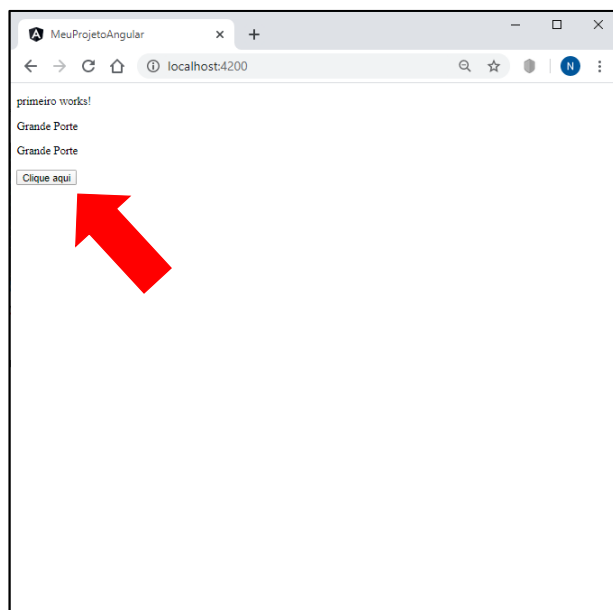 MeuProjetoAngular
localhost:4200
N
primeiro works!
Grande Porte
Grande Porte
Clique aqui